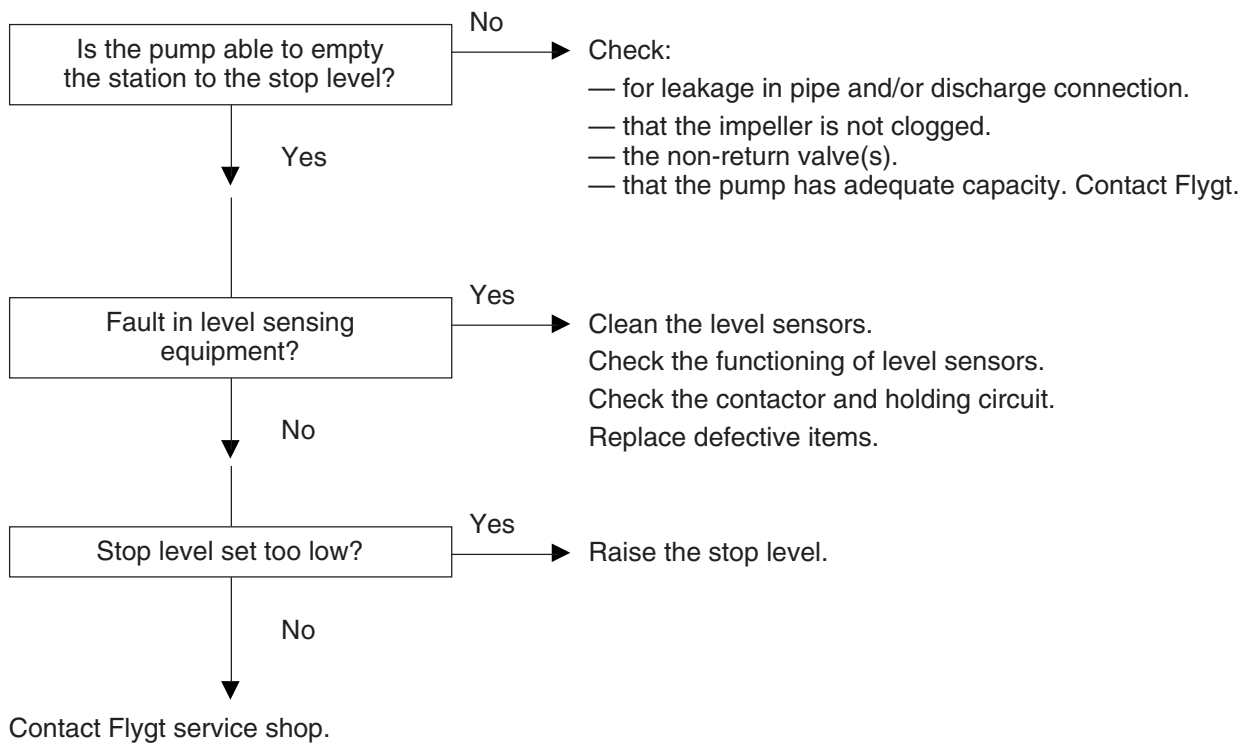 Is the pump able to empty
the station to the stop level?
No
Check:
— for leakage in pipe and/or discharge connection.
— that the impeller is not clogged.
— the non-return valve(s).
— that the pump has adequate capacity. Contact Flygt.
Yes
Fault in level sensing
equipment?
Yes
Clean the level sensors.
Check the functioning of level sensors.
Check the contactor and holding circuit.
Replace defective items.
No
Stop level set too low?
Yes
Raise the stop level.
No
Contact Flygt service shop.